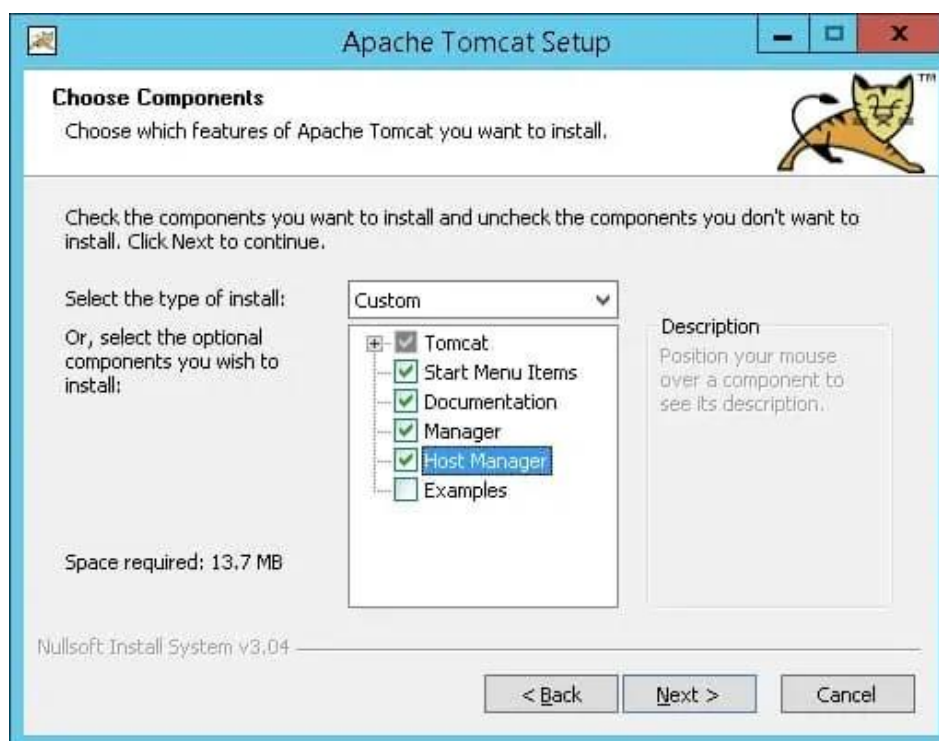 Apache Tomcat Setup
TM
Choose Components
Choose which features of Apache Tomcat you want to install.
Check the components you want to install and uncheck the components you don't want to
install. Click Next to continue.
Select the type of install:
Custom
Or, select the optional
components you wish to
install:
Tomcat
Start Menu Items
Documentation
Manager
Host Manager
Examples
Description
Position your mouse
over a component to
see its description.
Space required: 13.7 MB
Nullsoft Install System v3.04
< Back
Next >
Cancel